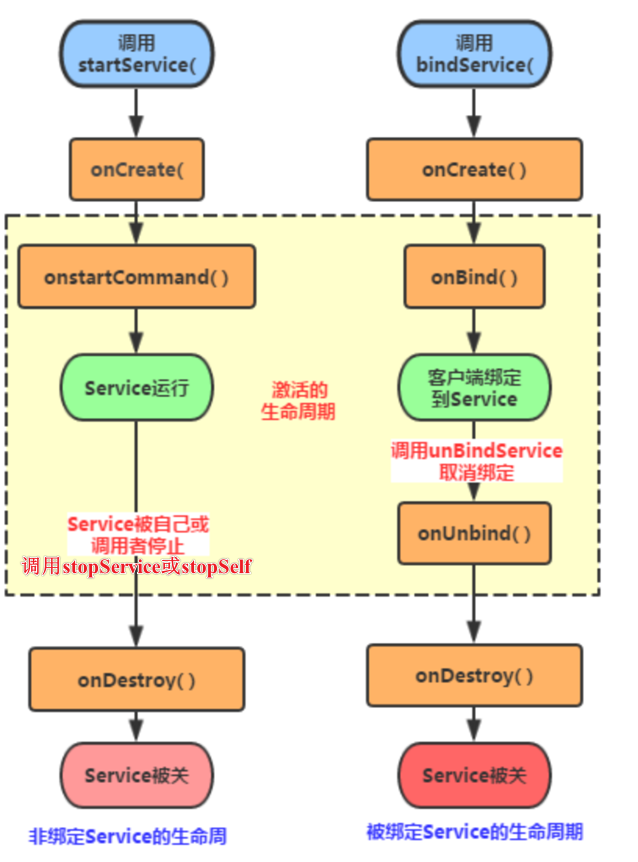 调用
startService(
onCreate(
onstartCommand( )
Service运行
Service被自己或
调用者停止
调用stopService或stopSelf
onDestroy( )
Service被关
非绑定Service的生命周
激活的
生命周期
调用
bindService(
onCreate( )
onBind( )
客户端绑定
到Service
调用unBindService
取消绑定
onUnbind( )
onDestroy( )
Service被关
被绑定Service的生命周期